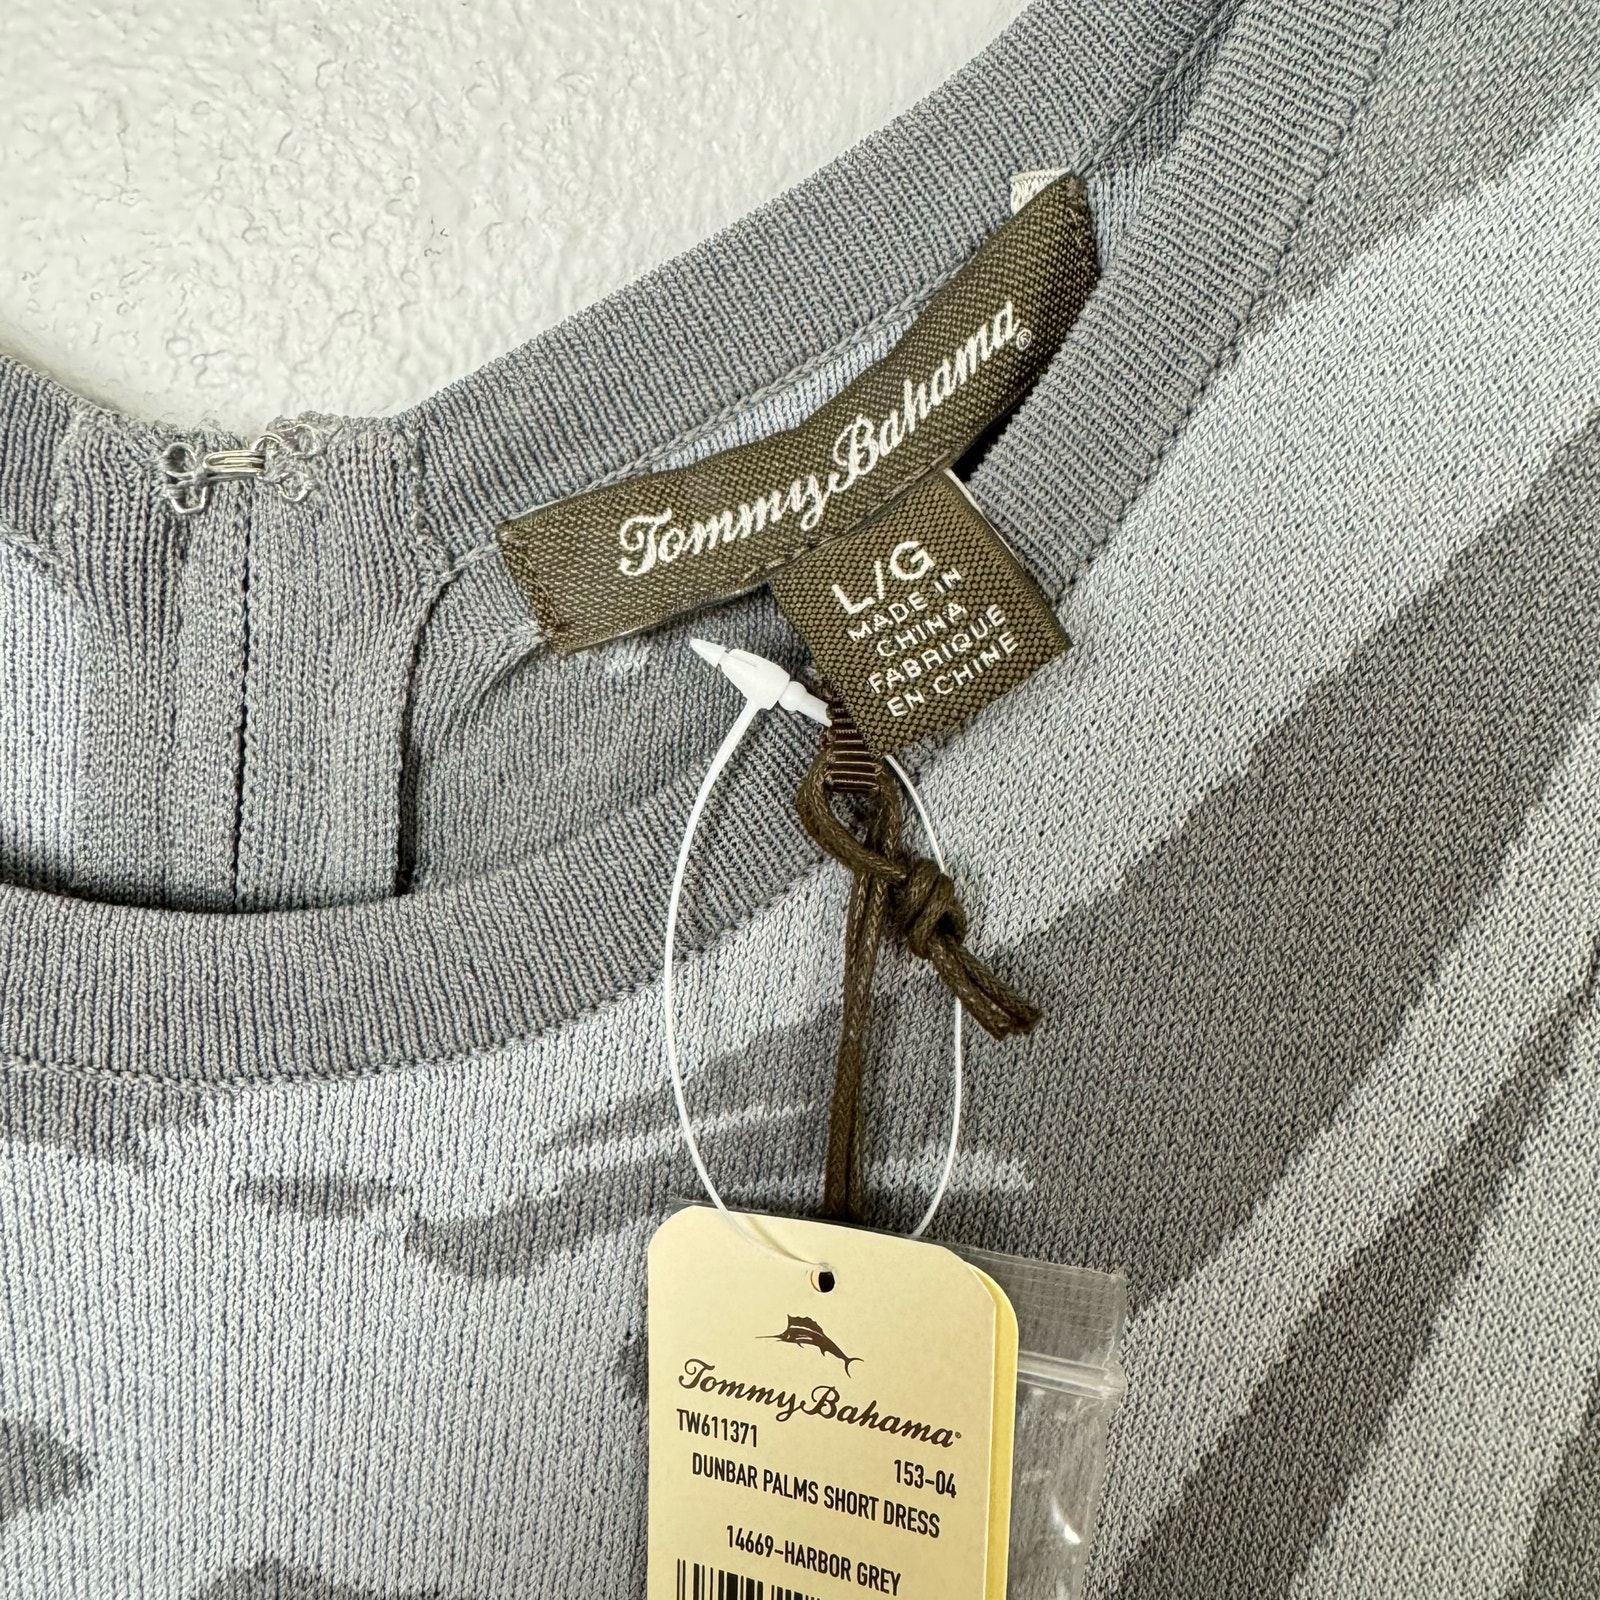 Tommy Bahama®
L/G
MADE IN
CHINA
FABRIQUE
EN CHINE
Tommy Bahama®
TW611371
153-04
DUNBAR PALMS SHORT DRESS
14669-HARBOR GREY